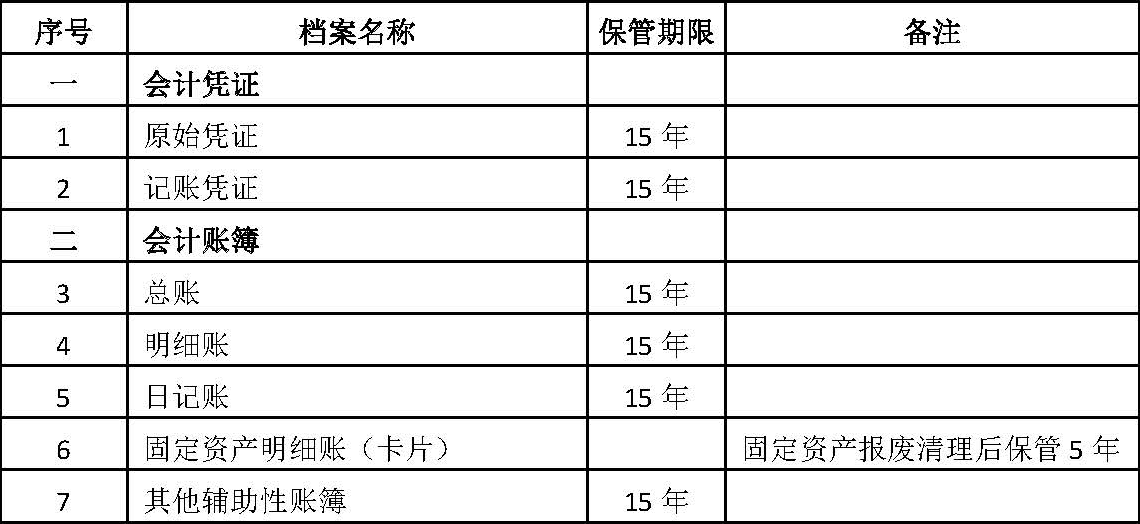 序号 档案名称 保管期限 备注
一 会计凭证
1 原始凭证 15 年
2 记账凭证 15 年
二 会计账簿
3 总账 15 年
4 明细账 15 年
5 日记账 15 年
6 固定资产明细账（卡片） 固定资产报废清理后保管 5 年
7 其他辅助性账簿 15 年